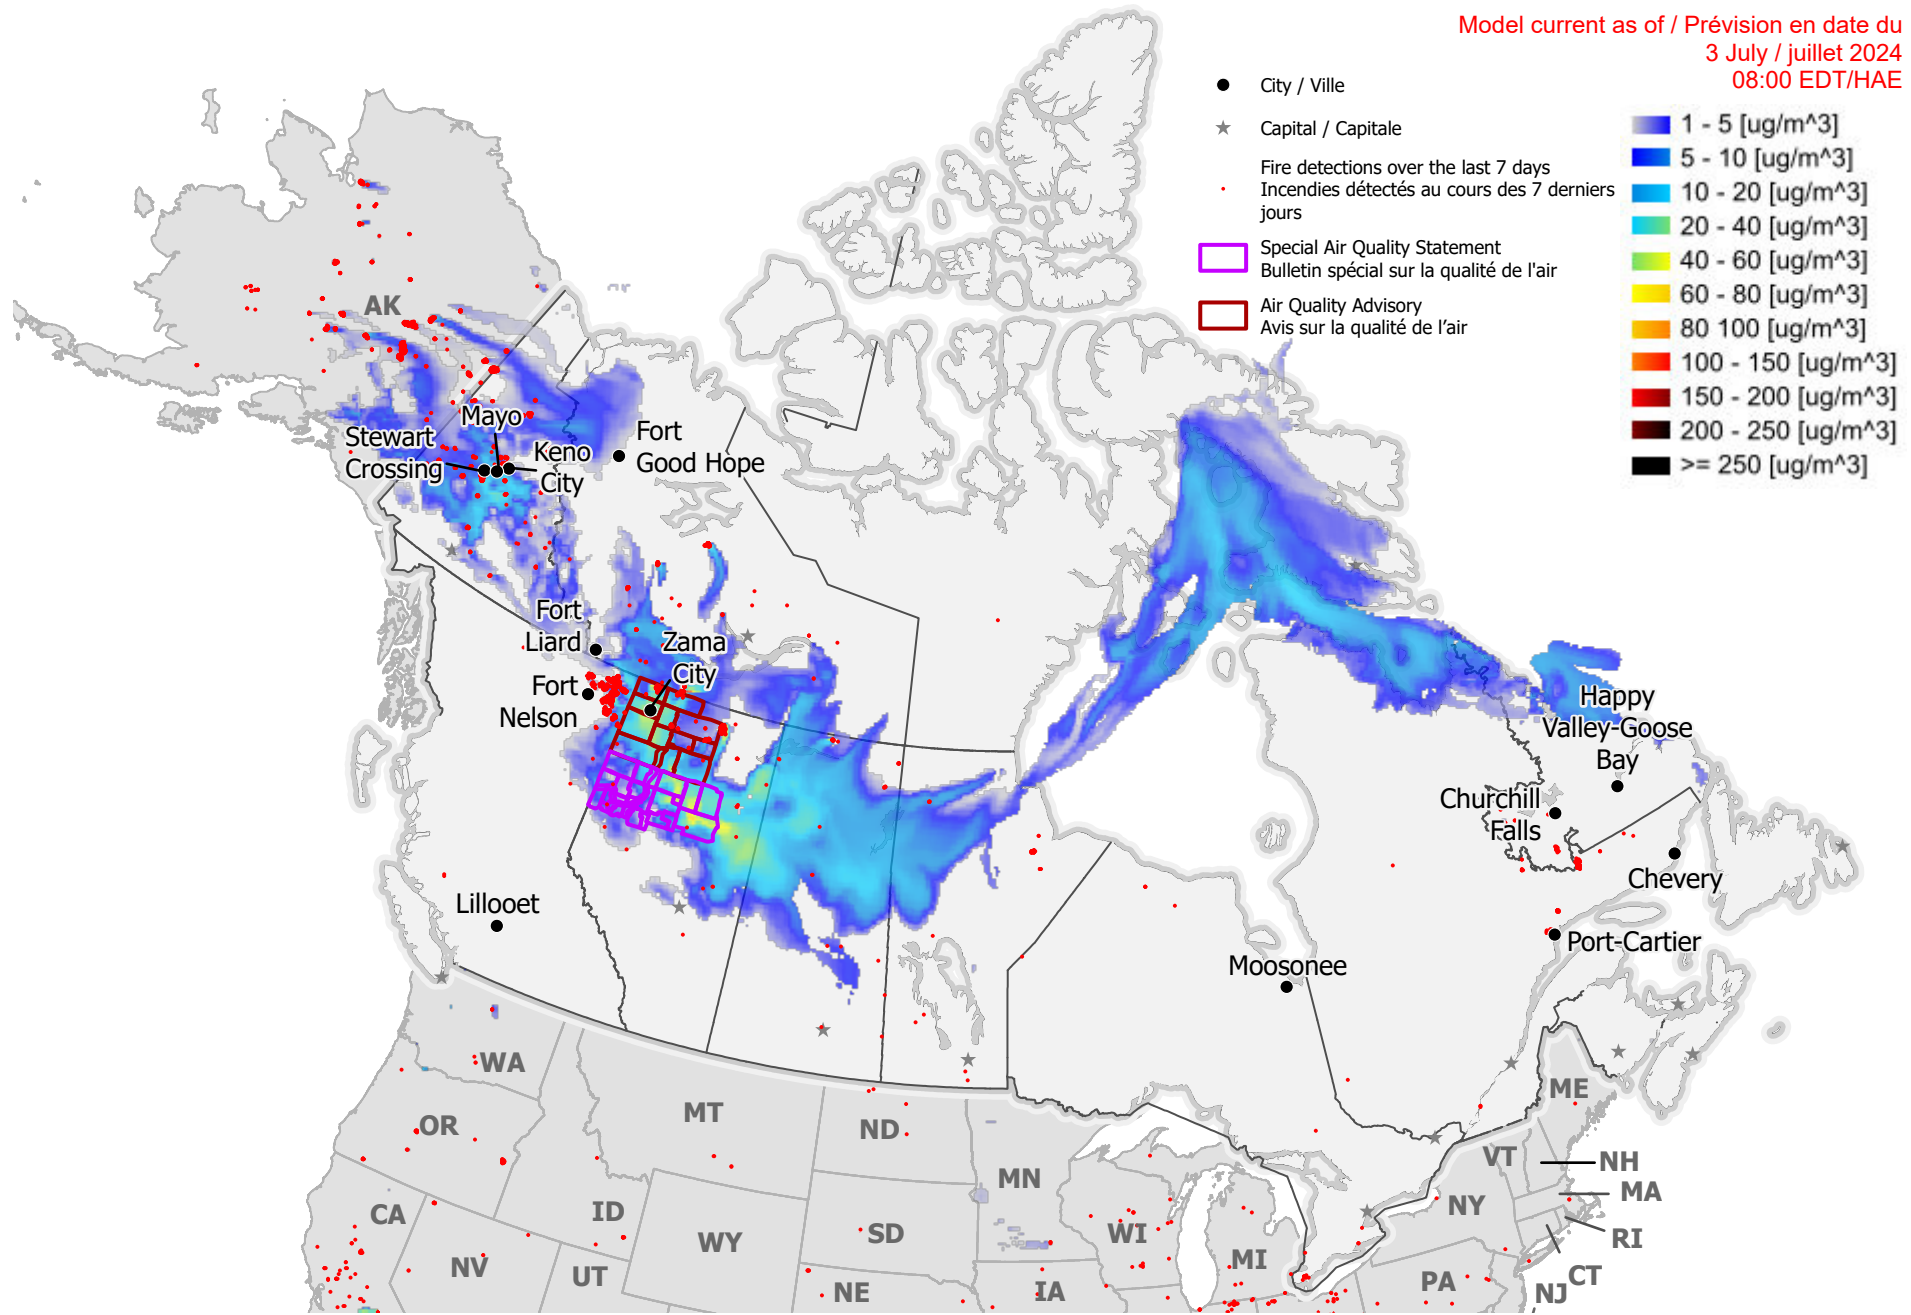 Model current as of / Prévision en date du
3 July / juillet 2024
08:00 EDT/HAE
City / Ville
Capital / Capitale
Fire detections over the last 7 days
Incendies détectés au cours des 7 derniers
jours
Special Air Quality Statement
Bulletin spécial sur la qualité de l'air
Air Quality Advisory
Avis sur la qualité de l’air
1 - 5 [ug/m^3]
5 - 10 [ug/m^3]
10 - 20 [ug/m^3]
20 - 40 [ug/m^3]
40 - 60 [ug/m^3]
60 - 80 [ug/m^3]
80 100 [ug/m^3]
100 - 150 [ug/m^3]
150 - 200 [ug/m^3]
200 - 250 [ug/m^3]
>= 250 [ug/m^3]
AK
Mayo
Stewart
Crossing
Keno
City
Fort
Good Hope
Fort
Liard
Zama
City
Fort
Nelson
Happy
Valley-Goose
Bay
Churchill
Falls
Chevery
Lillooet
Port-Cartier
Moosonee
WA
OR
MT
ND
ME
MN
VT
NH
MA
NY
RI
CA
ID
SD
WI
WY
MI
NV
UT
NE
IA
PA
NJ
CT